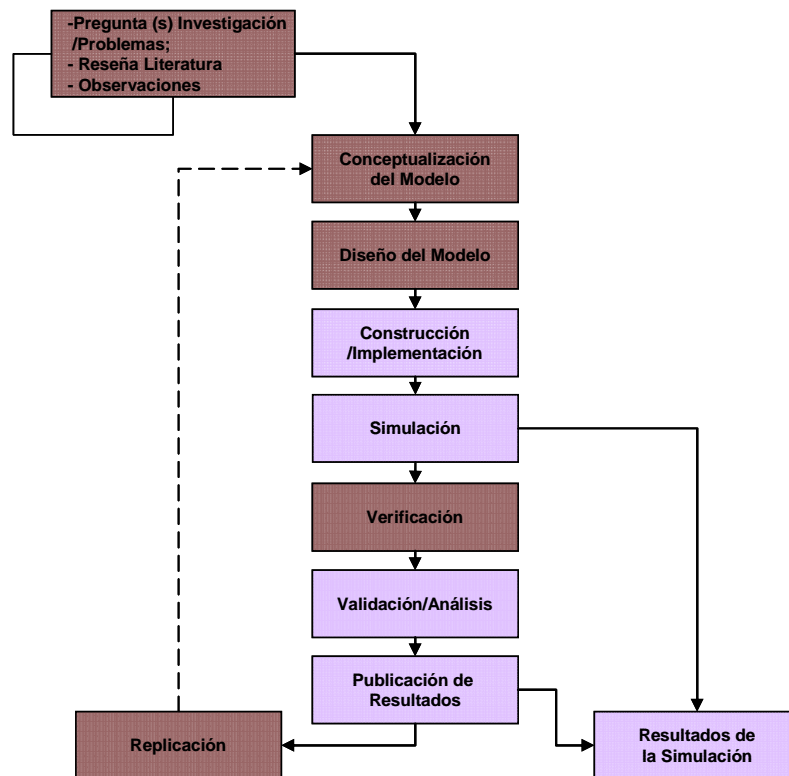 -Pregunta (s) Investigación
/Problemas;
- Reseña Literatura
- Observaciones
Conceptualización
del Modelo
Diseño del Modelo
Construcción
/Implementación
Simulación
Verificación
Validación/Análisis
Publicación de
Resultados
Replicación
Resultados de
la Simulación